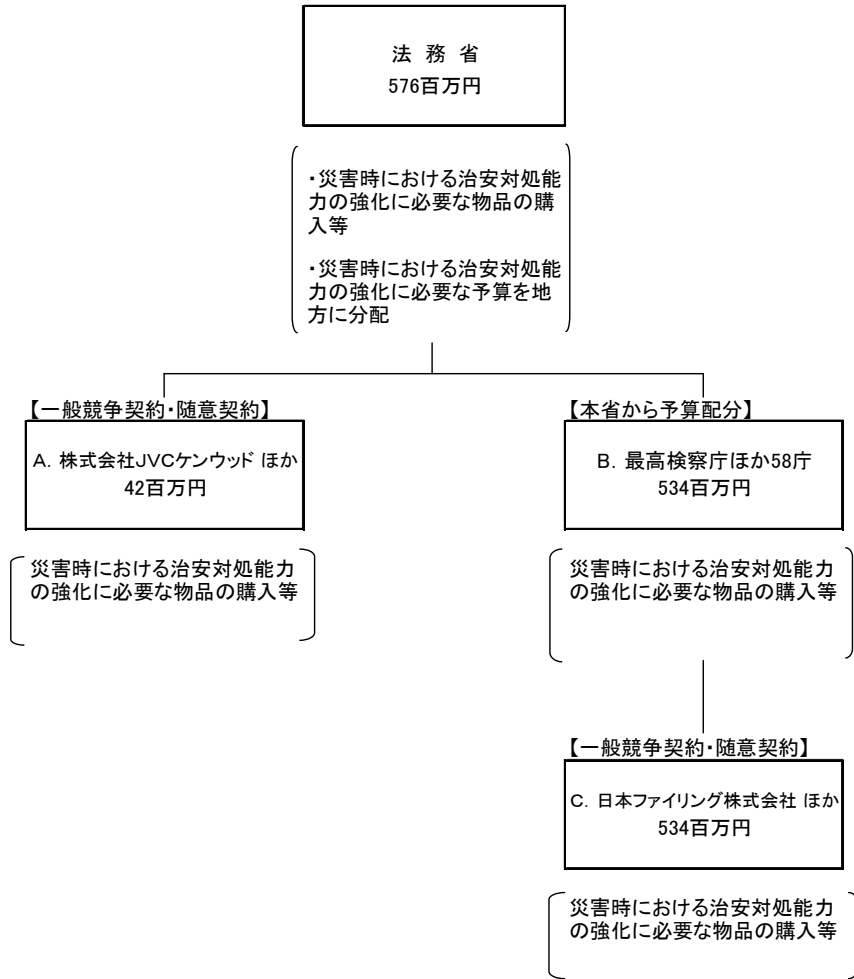 法 務 省
576百万円
・災害時における治安対処能
力の強化に必要な物品の購
入等
・災害時における治安対処能
力の強化に必要な予算を地
方に分配
【一般競争契約・随意契約】
A. 株式会社JVCケンウッド ほか
42百万円
災害時における治安対処能力
の強化に必要な物品の購入等
【本省から予算配分】
B. 最高検察庁ほか58庁
534百万円
災害時における治安対処能力
の強化に必要な物品の購入等
【一般競争契約・随意契約】
C. 日本ファイリング株式会社 ほか
534百万円
災害時における治安対処能力
の強化に必要な物品の購入等